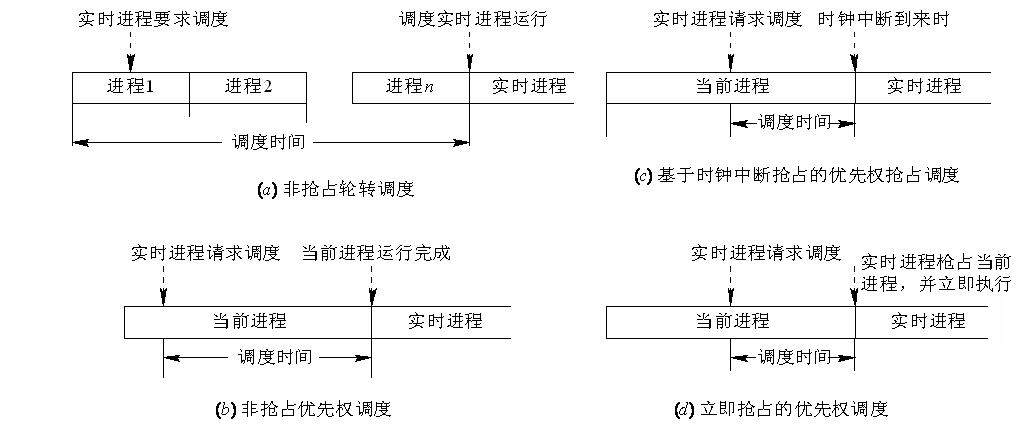 实时进程要求调度
调度实时进程运行
进程1
进程2
进程n
实时进程
调度时间
(a) 非抢占轮转调度
实时进程请求调度
时钟中断到来时
当前进程
实时进程
调度时间
(c) 基于时钟中断抢占的优先权抢占调度
实时进程请求调度
当前进程运行完成
当前进程
实时进程
调度时间
(b) 非抢占优先权调度
实时进程请求调度
实时进程枪占当前
进程，并立即执行
当前进程
实时进程
调度时间
(d) 立即抢占的优先权调度